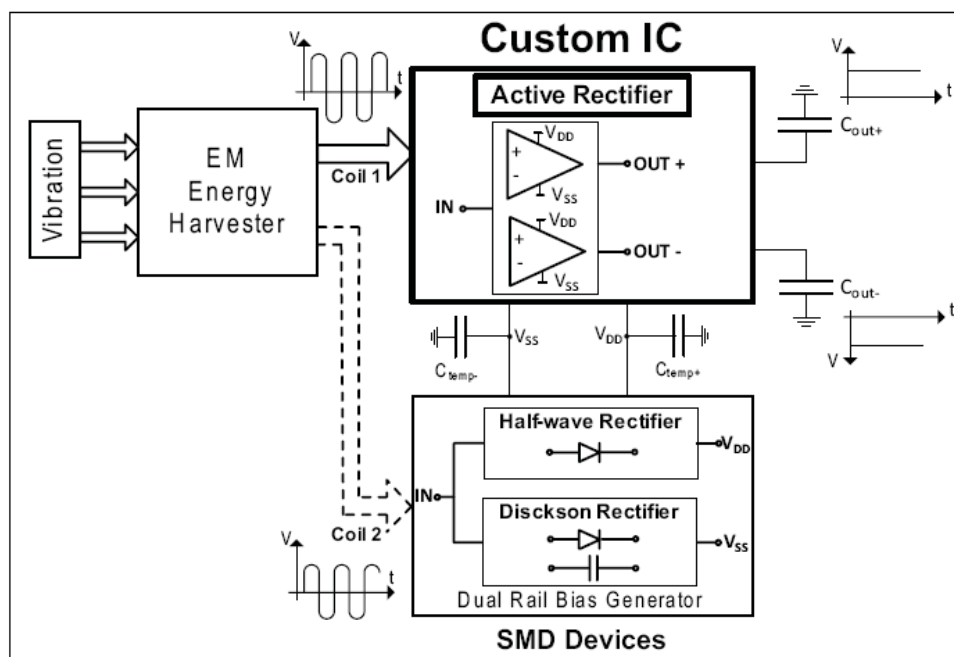 Custom IC
V
t
Active Rectifier
V
t
Vibration
EM
Energy
Harvester
Coil 1
+
-
VDD
VSS
OUT +
IN
+
-
VDD
VSS
OUT -
Cout+
Cout-
t
V
VSS
VDD
Ctemp-
Ctemp+
Half-wave Rectifier
VDD
IN
Disckson Rectifier
VSS
Coil 2
V
t
Dual Rail Bias Generator
SMD Devices